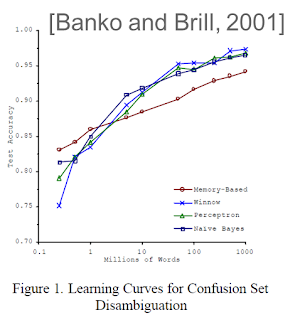 [Banko and Brill, 2001]
1.00
0.95
0.90
0.85
0.80
0.75
0.70
Test Accuracy
Memory-Based
Winnow
Perceptron
Naïve Bayes
0.1 1 10 100 1000
Millions of Words
Figure 1. Learning Curves for Confusion Set
Disambiguation